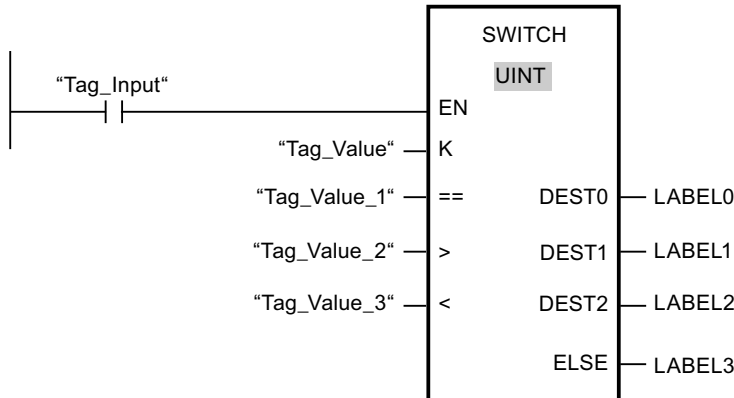 SWITCH
UINT
“Tag_Input“
EN
“Tag_Value“ K
“Tag_Value_1“ == DEST0 LABEL0
“Tag_Value_2“ > DEST1 LABEL1
“Tag_Value_3“ < DEST2 LABEL2
ELSE LABEL3